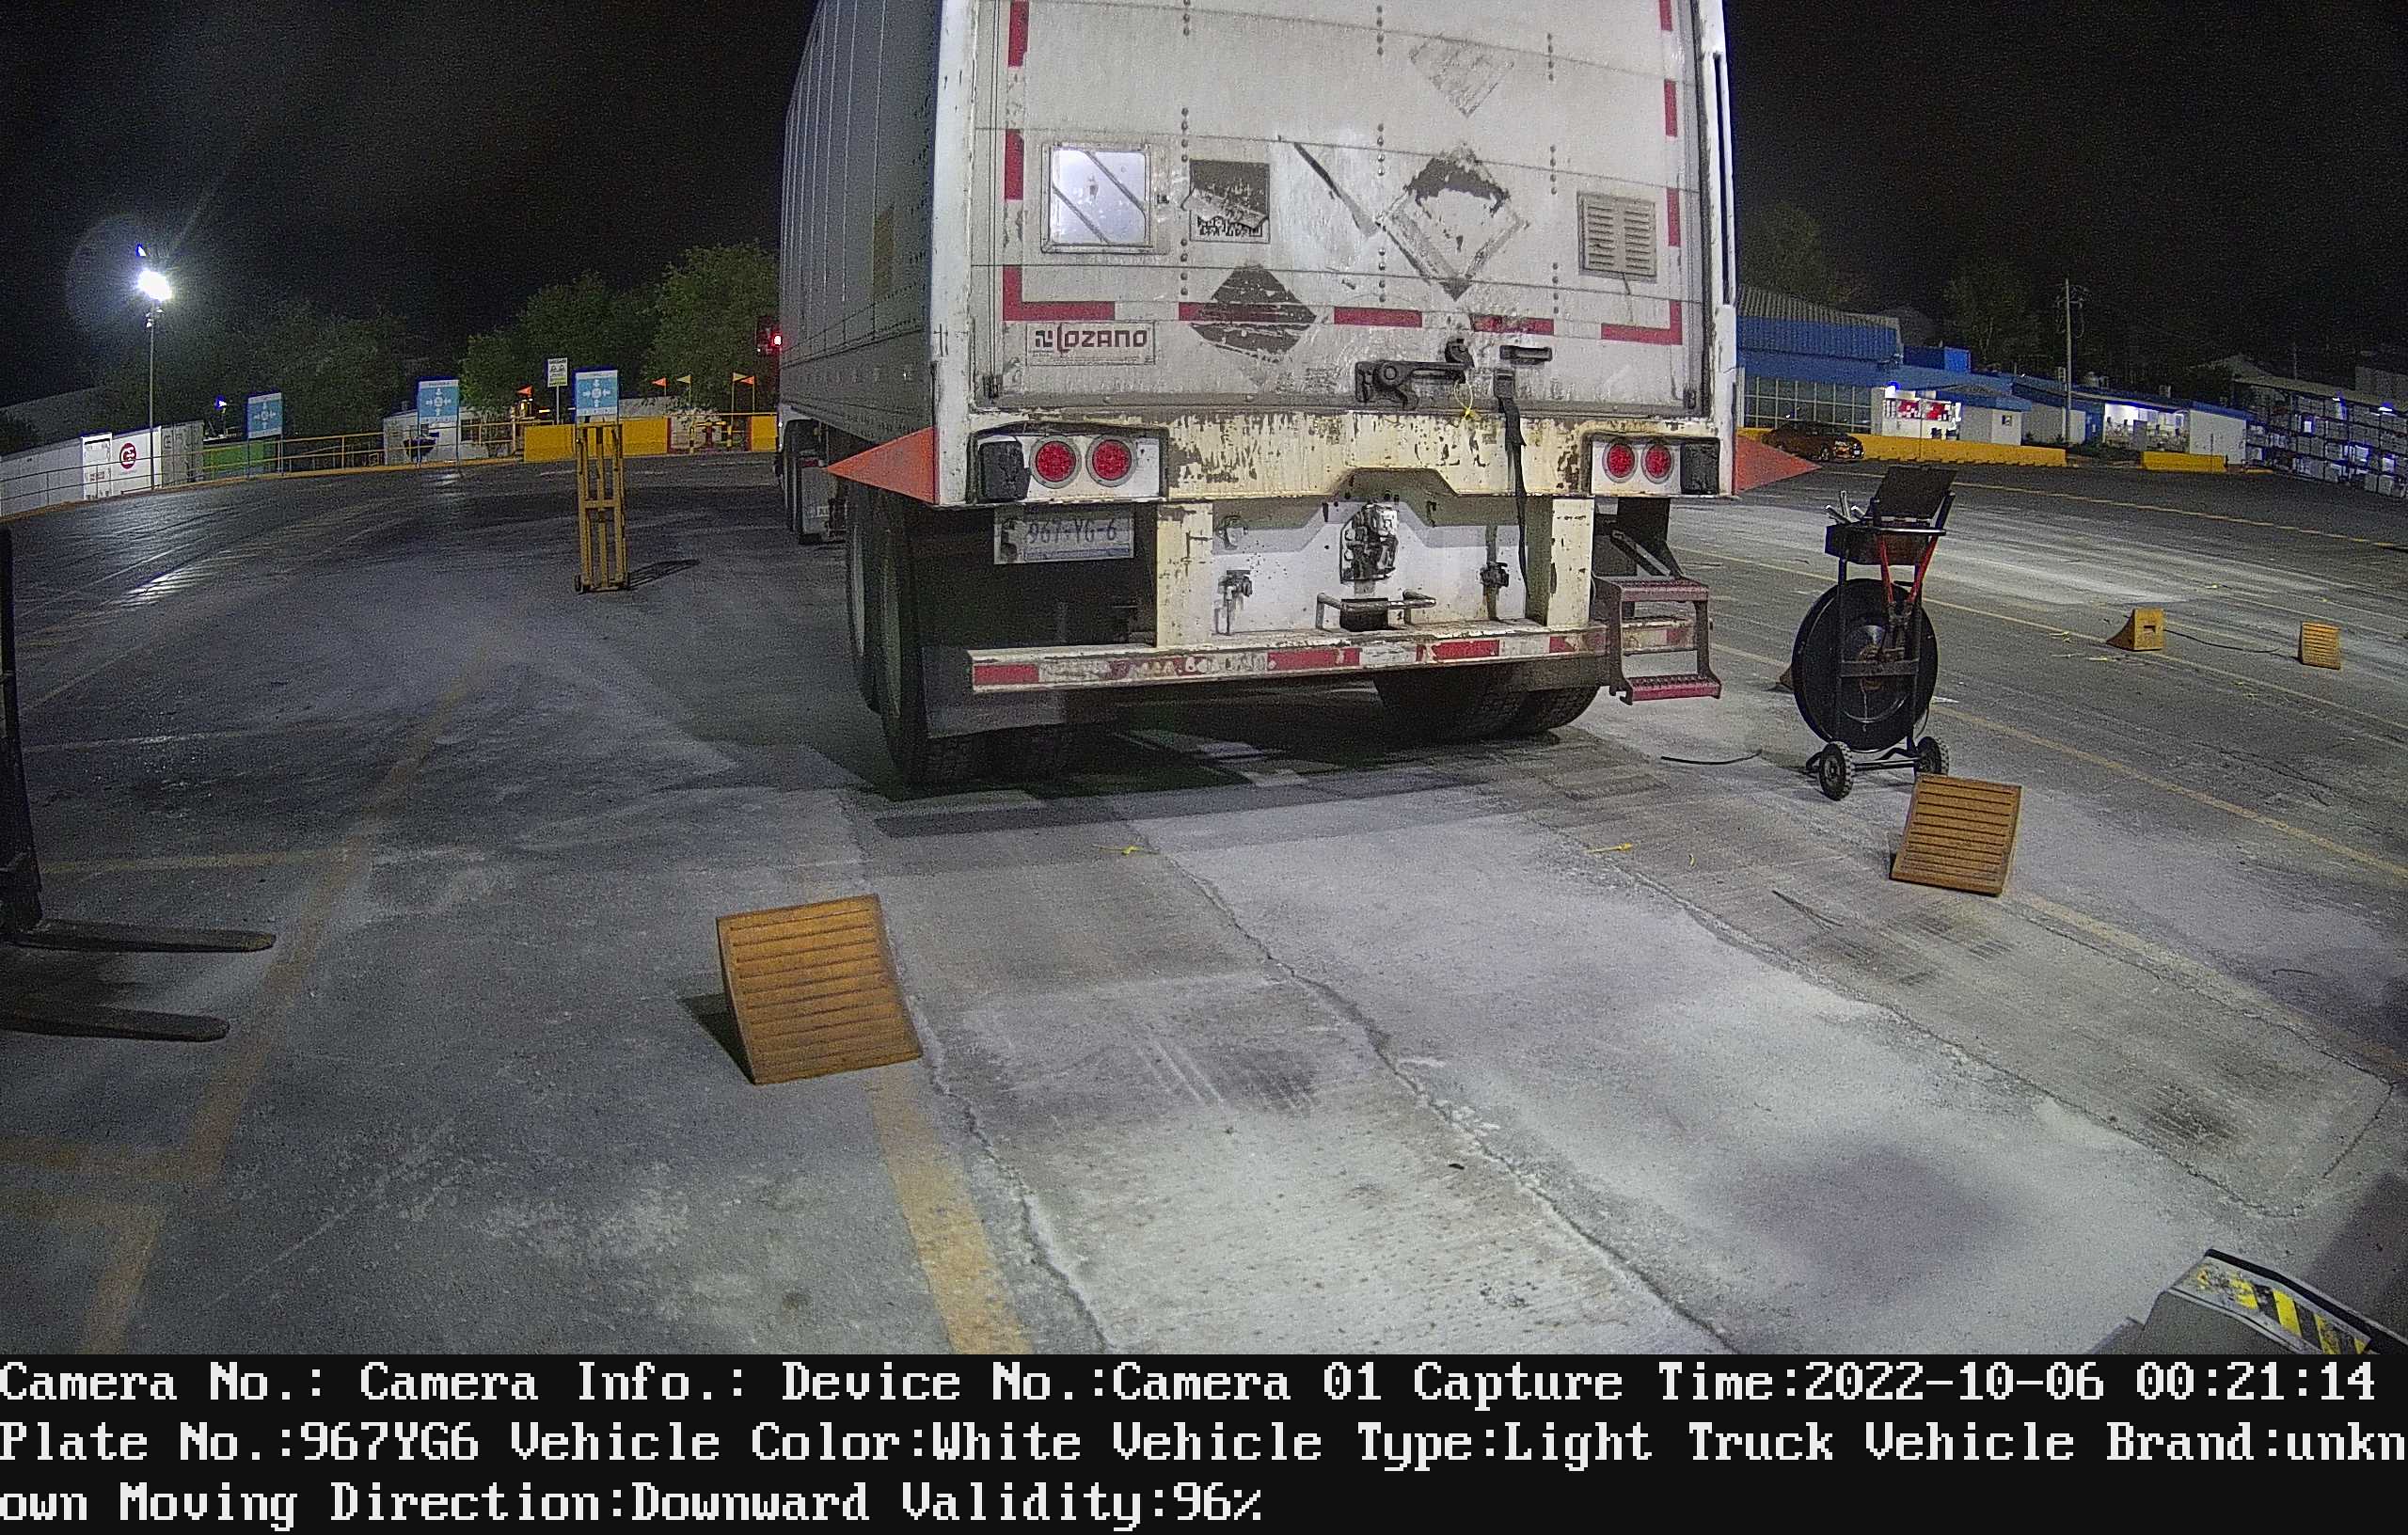 LOZANO
967-YG-6
Camera No.: Camera Info.: Device No.:Camera 01 Capture Time:2022-10-06 00:21:14
Plate No.:967YG6 Vehicle Color:White Vehicle Type:Light Truck Vehicle Brand:unkn
own Moving Direction:Downward Validity:96%